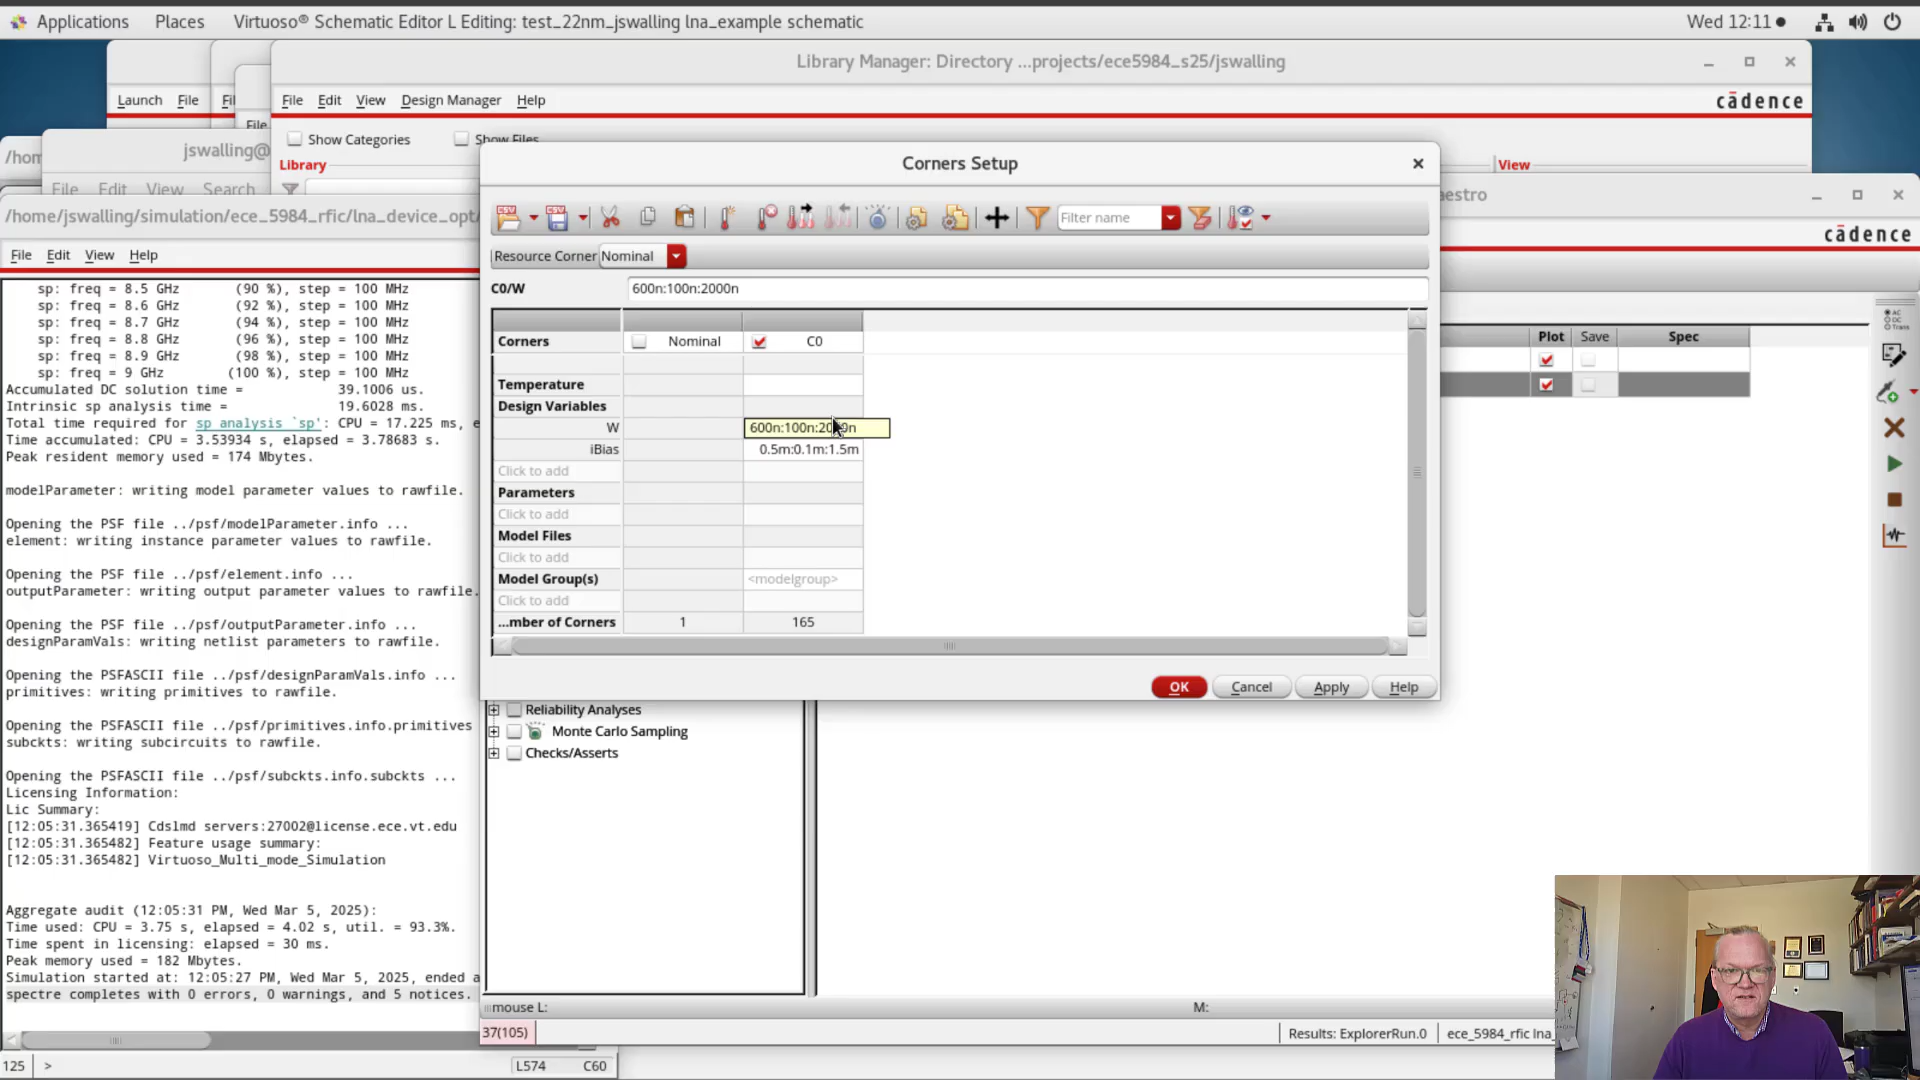 Applications Places Virtuoso® Schematic Editor L Editing: test_22nm_jswalling lna_example schematic Wed 12:11
Library Manager: Directory ...projects/ece5984_s25/jswalling
Launch File Fil File Edit View Design Manager Help cādence
File
Show Categories Show Files
/hom jswalling@ Library View
File Edit View Search
Corners Setup
/home/jswalling/simulation/ece_5984_rfic/lna_device_opt/ aestro
Filter name
File Edit View Help cādence
Resource Corner Nominal
C0/W 600n:100n:2000n
Corners Nominal C0
Temperature
Design Variables
W 600n:100n:20
iBias 0.5m:0.1m:1.5m
Click to add
Parameters
Click to add
Model Files
Click to add
Model Group(s) <modelgroup>
Click to add
...mber of Corners 1 165
OK Cancel Apply Help
Plot Save Spec
Reliability Analyses
Monte Carlo Sampling
Checks/Asserts
mouse L: M:
37(105) Results: ExplorerRun.0 ece_5984_rfic lna_
sp: freq = 8.5 GHz (90 %), step = 100 MHz
sp: freq = 8.6 GHz (92 %), step = 100 MHz
sp: freq = 8.7 GHz (94 %), step = 100 MHz
sp: freq = 8.8 GHz (96 %), step = 100 MHz
sp: freq = 8.9 GHz (98 %), step = 100 MHz
sp: freq = 9 GHz (100 %), step = 100 MHz
Accumulated DC solution time = 39.1006 us.
Intrinsic sp analysis time = 19.6028 ms.
Total time required for sp analysis `sp': CPU = 17.225 ms, e
Time accumulated: CPU = 3.53934 s, elapsed = 3.78683 s.
Peak resident memory used = 174 Mbytes.
modelParameter: writing model parameter values to rawfile.
Opening the PSF file ../psf/modelParameter.info ...
element: writing instance parameter values to rawfile.
Opening the PSF file ../psf/element.info ...
outputParameter: writing output parameter values to rawfile.
Opening the PSF file ../psf/outputParameter.info ...
designParamVals: writing netlist parameters to rawfile.
Opening the PSFASCII file ../psf/designParamVals.info ...
primitives: writing primitives to rawfile.
Opening the PSFASCII file ../psf/primitives.info.primitives
subckts: writing subcircuits to rawfile.
Opening the PSFASCII file ../psf/subckts.info.subckts ...
Licensing Information:
Lic Summary:
[12:05:31.365419] Cdslmd servers:27002@license.ece.vt.edu
[12:05:31.365482] Feature usage summary:
[12:05:31.365482] Virtuoso_Multi_mode_Simulation
Aggregate audit (12:05:31 PM, Wed Mar 5, 2025):
Time used: CPU = 3.75 s, elapsed = 4.02 s, util. = 93.3%.
Time spent in licensing: elapsed = 30 ms.
Peak memory used = 182 Mbytes.
Simulation started at: 12:05:27 PM, Wed Mar 5, 2025, ended a
spectre completes with 0 errors, 0 warnings, and 5 notices.
125 > L574 C60